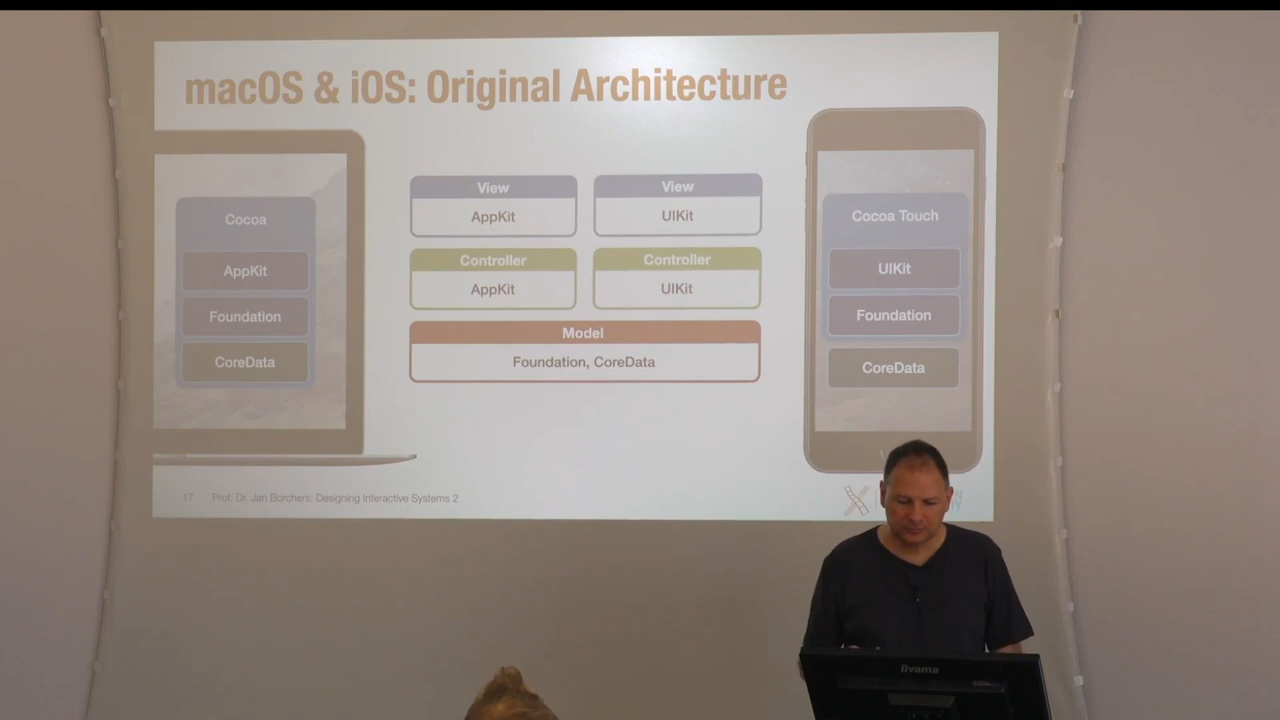 macOS & iOS: Original Architecture
Cocoa
AppKit
Foundation
CoreData
View
AppKit
View
UIKit
Controller
AppKit
Controller
UIKit
Model
Foundation, CoreData
Cocoa Touch
UIKit
Foundation
CoreData
17 Prof. Dr. Jan Borchers: Designing Interactive Systems 2
iiyama